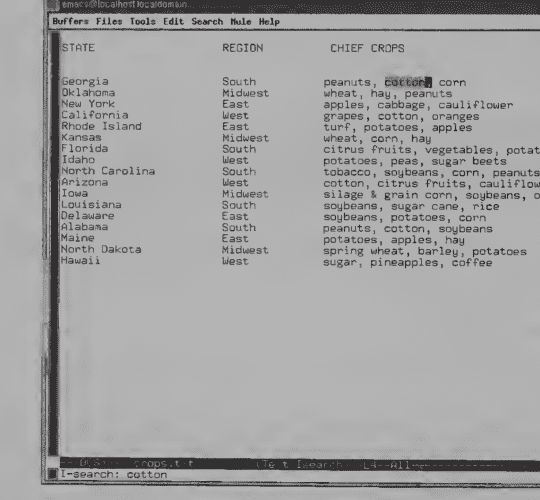 emacs@localhost.localdomain
Buffers Files Tools Edit Search Mule Help
STATE REGION CHIEF CROPS
Georgia South peanuts, cotton, corn
Oklahoma Midwest wheat, hay, peanuts
New York East apples, cabbage, cauliflower
California West grapes, cotton, oranges
Rhode Island East turf, potatoes, apples
Kansas Midwest wheat, corn, hay
Florida South citrus fruits, vegetables, potat
Idaho West potatoes, peas, sugar beets
North Carolina South tobacco, soybeans, corn, peanuts
Arizona West cotton, citrus fruits, cauliflow
Iowa Midwest silage & grain corn, soybeans, o
Louisiana South soybeans, sugar cane, rice
Delaware East soybeans, potatoes, corn
Alabama South peanuts, cotton, soybeans
Maine East potatoes, apples, hay
North Dakota Midwest spring wheat, barley, potatoes
Hawaii West sugar, pineapples, coffee
I-search: cotton